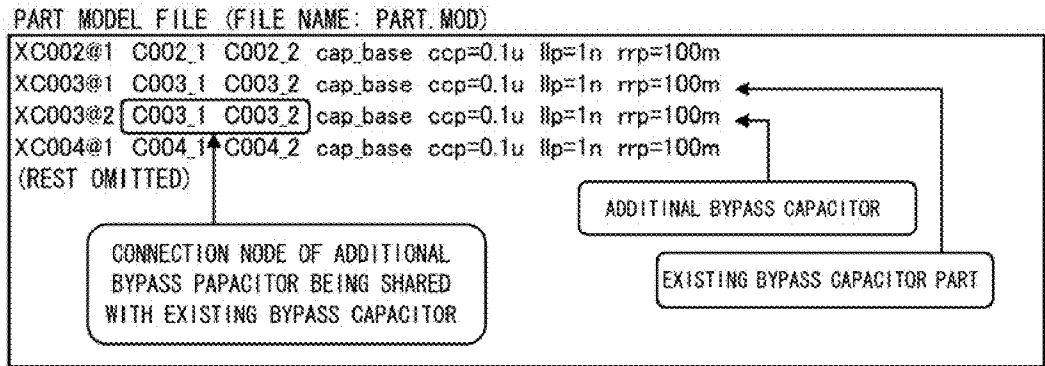 PART MODEL FILE (FILE NAME: PART.MOD)
XC002@1 C002_1 C002_2 cap_base ccp=0.1u llp=1n rrp=100m
XC003@1 C003_1 C003_2 cap_base ccp=0.1u llp=1n rrp=100m
XC003@2 C003_1 C003_2 cap_base ccp=0.1u llp=1n rrp=100m
XC004@1 C004_1 C004_2 cap_base ccp=0.1u llp=1n rrp=100m
(REST OMITTED)
ADDITINAL BYPASS CAPACITOR
CONNECTION NODE OF ADDITIONAL
BYPASS PAPACITOR BEING SHARED
WITH EXISTING BYPASS CAPACITOR
EXISTING BYPASS CAPACITOR PART